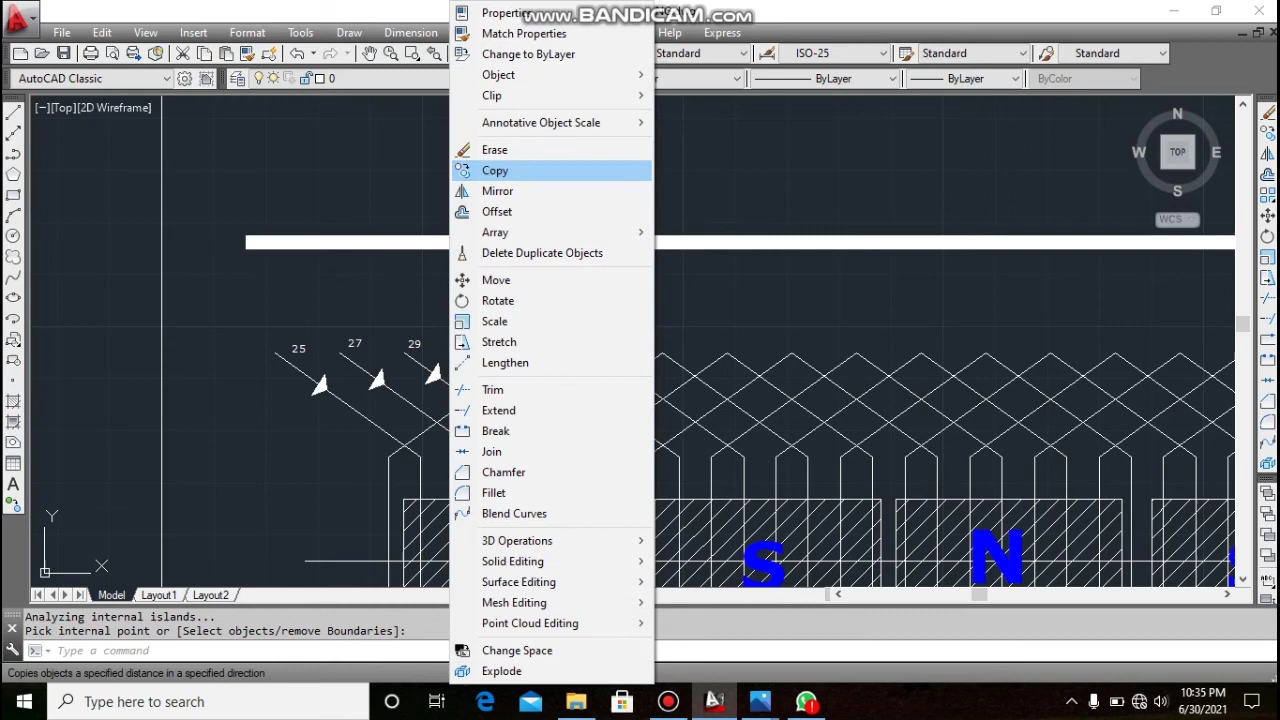 Properti
www.BANDICAM.com
File
Edit
View
Insert
Format
Tools
Draw
Dimension
Help
Express
Match Properties
Standard
ISO-25
Standard
Standard
Change to ByLayer
AutoCAD Classic
0
ByLayer
ByLayer
ByColor
Object
Clip
[−][Top][2D Wireframe]
Annotative Object Scale
Erase
Copy
Mirror
Offset
Array
Delete Duplicate Objects
Move
Rotate
Scale
Stretch
Lengthen
Trim
Extend
Break
Join
Chamfer
Fillet
Blend Curves
3D Operations
Solid Editing
Surface Editing
Mesh Editing
Point Cloud Editing
Change Space
Explode
N
W
TOP
E
S
WCS
25
27
29
S
N
Y
X
A
Model
Layout1
Layout2
Analyzing internal islands...
Pick internal point or [Select objects/remove Boundaries]:
Type a command
Copies objects a specified distance in a specified direction
Type here to search
10:35 PM
6/30/2021